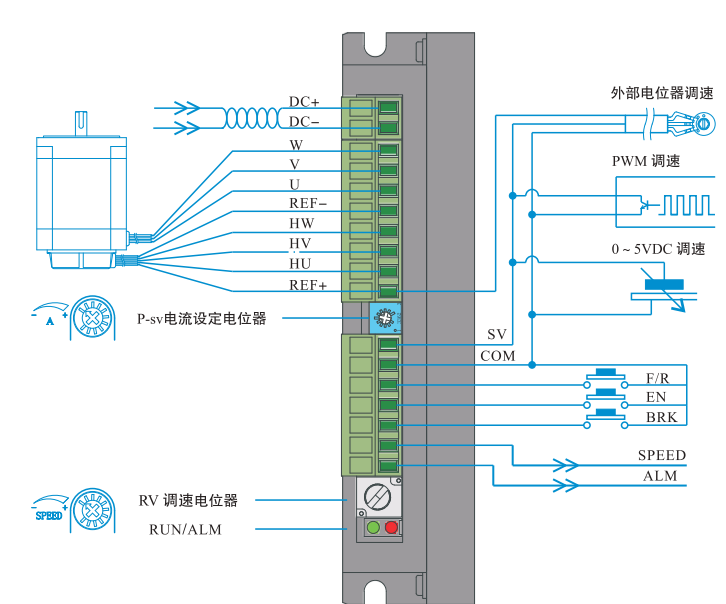 DC+
DC−
W
V
U
REF−
HW
HV
HU
REF+
− A +
P-sv电流设定电位器
外部电位器调速
PWM 调速
0~5VDC 调速
SV
COM
F/R
EN
BRK
SPEED
ALM
− SPEED +
RV 调速电位器
RUN/ALM